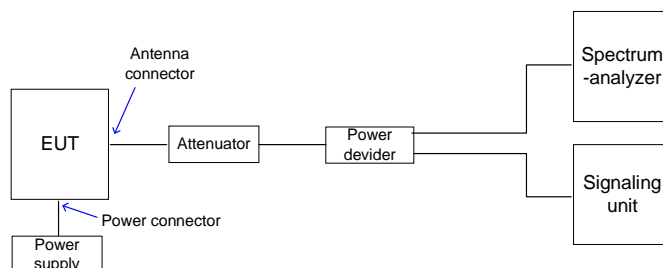 Antenna
connector
EUT
Attenuator
Power
devider
Spectrum
-analyzer
Signaling
unit
Power connector
Power
supply